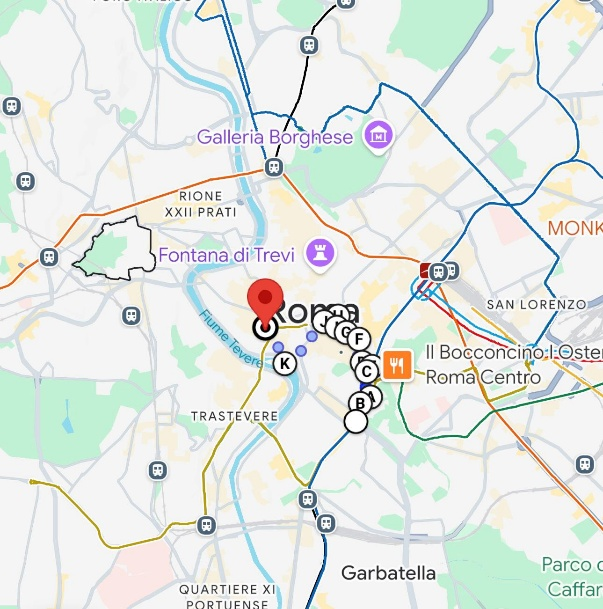 Galleria Borghese
RIONE
XXII PRATI
MONK
Fontana di Trevi
SAN LORENZO
Roma
F
Fiume Tevere
Il Bocconcino | Oster
Roma Centro
K
C
A
B
TRASTEVERE
Garbatella
Parco d
Caffar
QUARTIERE XI
PORTUENSE